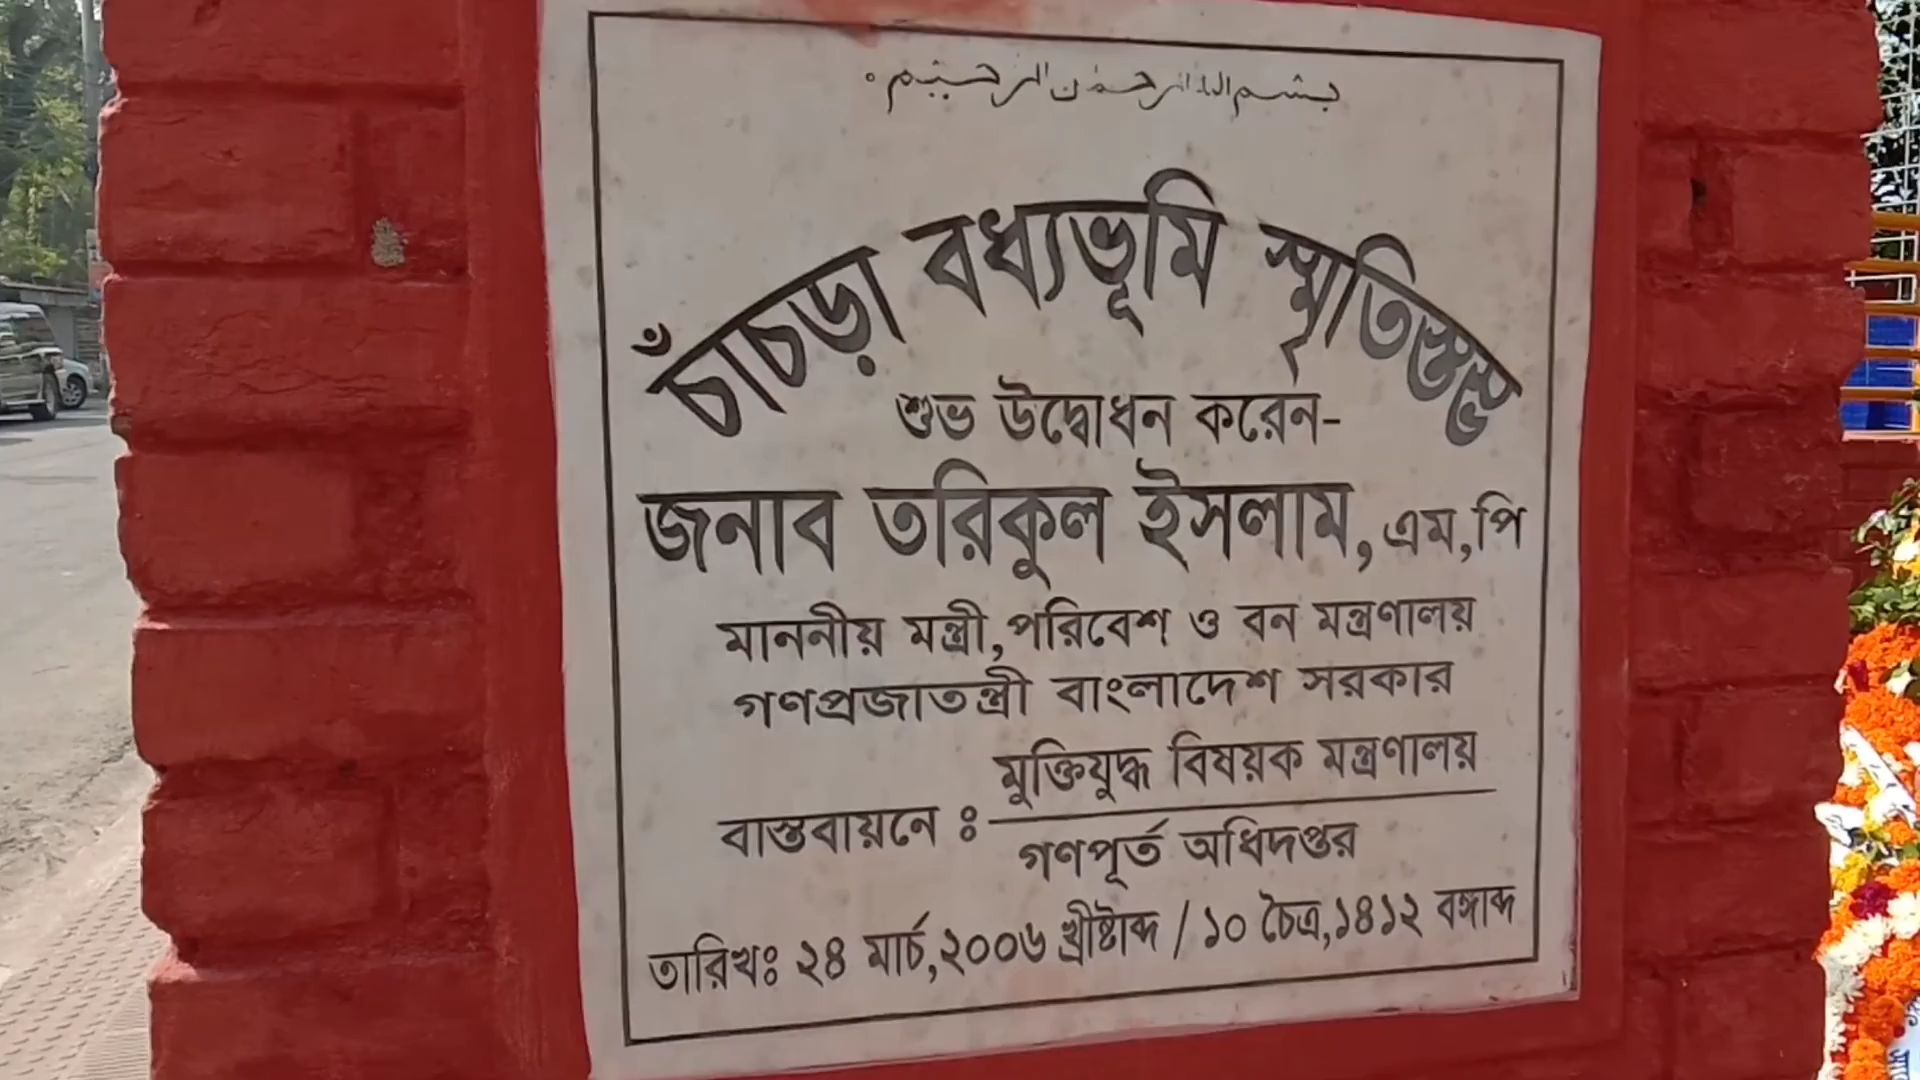 بسم الله الرحمن الرحيم
চাঁচড়া বধ্যভূমি স্মৃতিস্তম্ভ
শুভ উদ্বোধন করেন-
জনাব তরিকুল ইসলাম, এম,পি
মাননীয় মন্ত্রী,পরিবেশ ও বন মন্ত্রণালয়
গণপ্রজাতন্ত্রী বাংলাদেশ সরকার
মুক্তিযুদ্ধ বিষয়ক মন্ত্রণালয়
বাস্তবায়নে ঃ
গণপূর্ত অধিদপ্তর
তারিখঃ ২৪ মার্চ,২০০৬ খ্রীষ্টাব্দ / ১০ চৈত্র,১৪১২ বঙ্গাব্দ